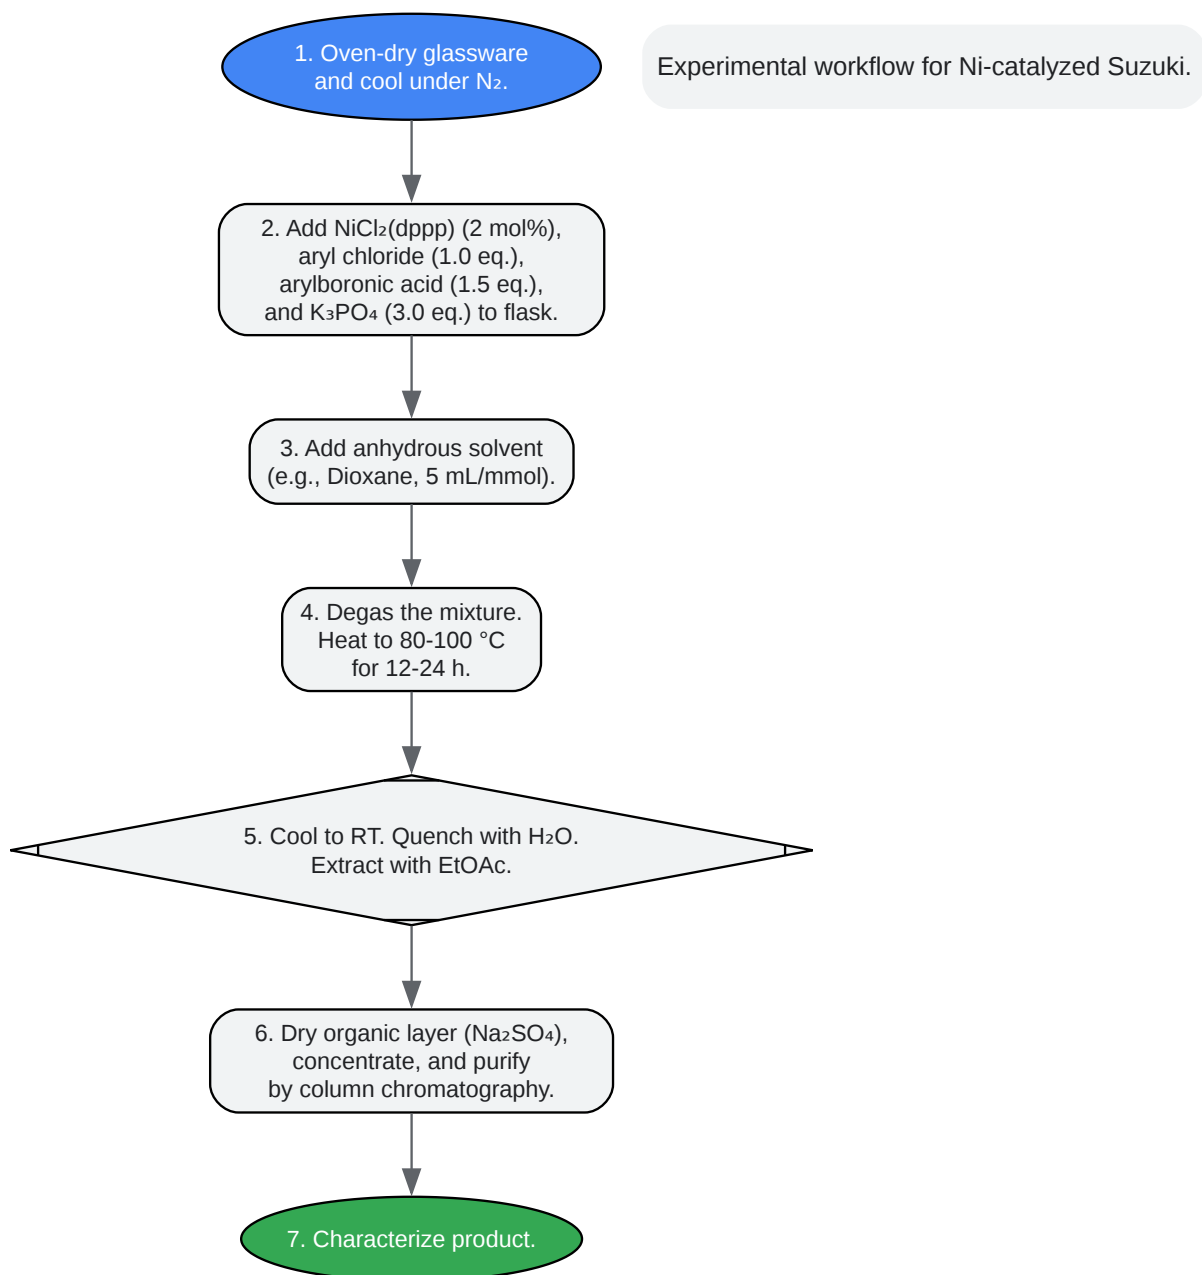 1. Oven-dry glassware
and cool under N₂.
Experimental workflow for Ni-catalyzed Suzuki.
2. Add NiCl₂(dppp) (2 mol%),
aryl chloride (1.0 eq.),
arylboronic acid (1.5 eq.),
and K₃PO₄ (3.0 eq.) to flask.
3. Add anhydrous solvent
(e.g., Dioxane, 5 mL/mmol).
4. Degas the mixture.
Heat to 80-100 °C
for 12-24 h.
5. Cool to RT. Quench with H₂O.
Extract with EtOAc.
6. Dry organic layer (Na₂SO₄),
concentrate, and purify
by column chromatography.
7. Characterize product.